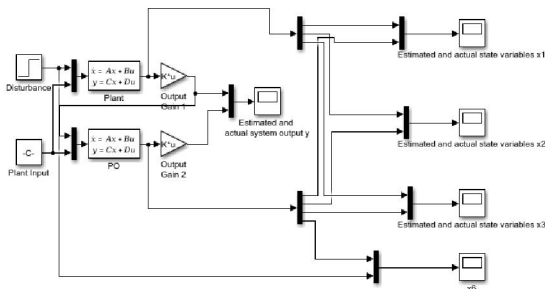 Disturbance
ẋ = Ax + Bu
y = Cx + Du
Plant
K*u
Output
Gain 1
Estimated and
actual system output y
-C-
Plant Input
ẋ = Ax + Bu
y = Cx + Du
PO
K*u
Output
Gain 2
Estimated and actual state variables x1
Estimated and actual state variables x2
Estimated and actual state variables x3